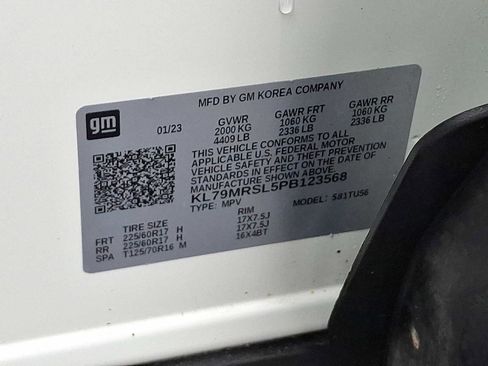 MFD BY GM KOREA COMPANY
gm
01/23 GVWR GAWR FRT GAWR RR
2000 KG 1060 KG 1060 KG
4409 LB 2336 LB 2336 LB
THIS VEHICLE CONFORMS TO ALL
APPLICABLE U.S. FEDERAL MOTOR
VEHICLE SAFETY AND THEFT PREVENTION
STANDARDS IN EFFECT ON THE DATE OF
MANUFACTURE SHOWN ABOVE.
KL79MRSL5PB123568
TYPE: MPV MODEL: 5B1TU56
TIRE SIZE RIM
FRT 225/60R17 H 17X7.5J
RR 225/60R17 H 17X7.5J
SPA T125/70R16 M 16X4BT